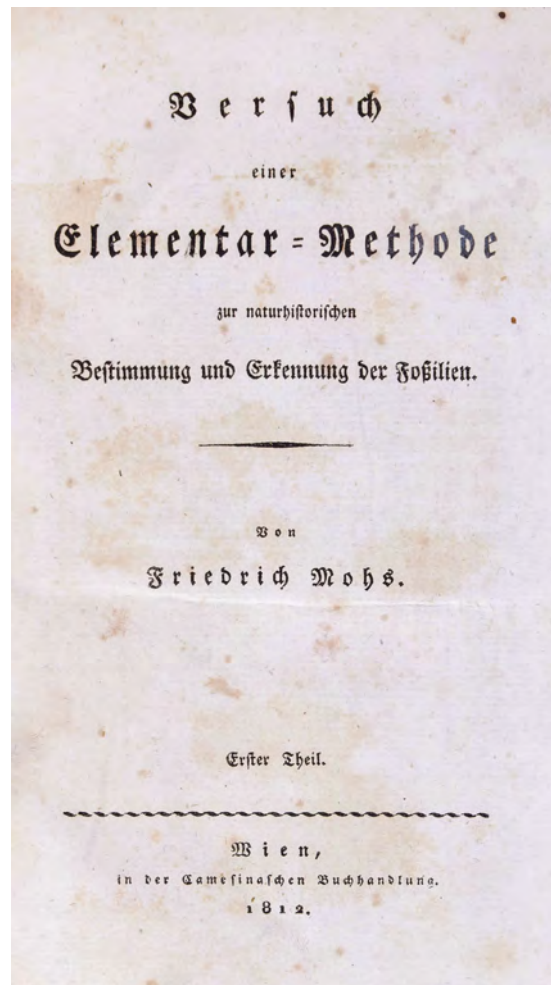 Verſuch
einer
Elementar-Methode
zur naturhiſtoriſchen
Beſtimmung und Erkennung der Foßilien.
Von
Friedrich Mohs.
Erſter Theil.
Wien,
in der Cameſinaſchen Buchhandlung.
1812.